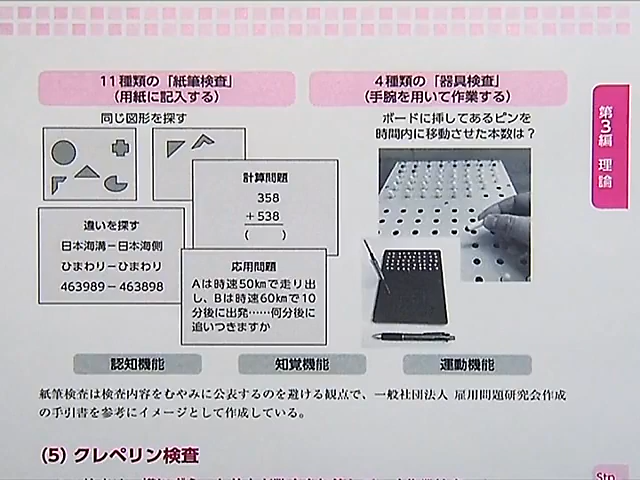 11種類の「紙筆検査」
(用紙に記入する)
4種類の「器具検査」
(手腕を用いて作業する)
同じ図形を探す
ボードに挿してあるピンを
時間内に移動させた本数は？
計算問題
358
＋538
(　　)
違いを探す
日本海溝－日本海側
ひまわり－ひまわり
463989－463898
応用問題
Aは時速50㎞で走り出
し、Bは時速60㎞で10
分後に出発……何分後に
追いつきますか
認知機能
知覚機能
運動機能
紙筆検査は検査内容をむやみに公表するのを避ける観点で、一般社団法人 雇用問題研究会作成
の手引書を参考にイメージとして作成している。
第3編 理論
(5) クレペリン検査
Stp